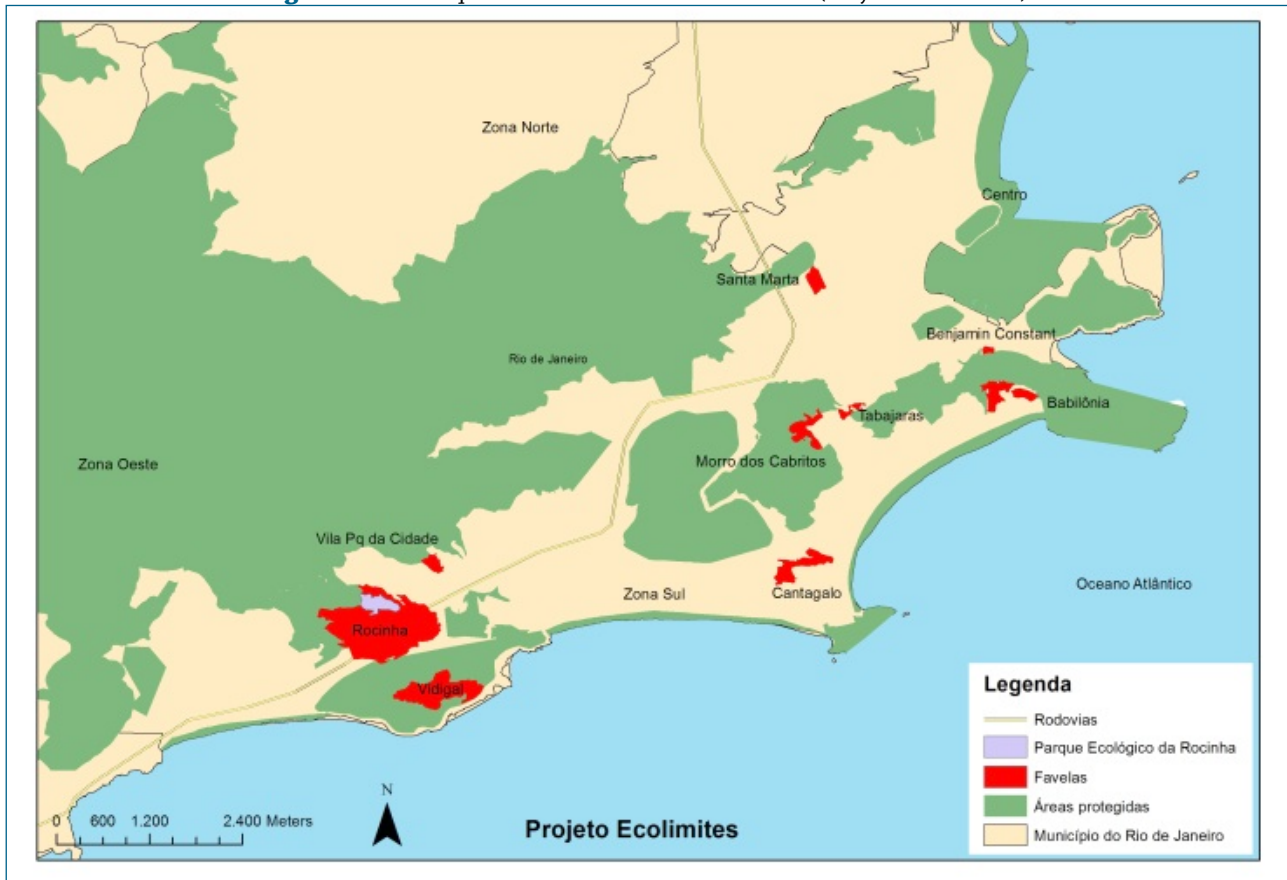 Zona Norte
Centro
Santa Marta
Benjamin Constant
Rio de Janeiro
Babilônia
Tabajaras
Zona Oeste
Morro dos Cabritos
Vila Pq da Cidade
Oceano Atlântico
Zona Sul
Cantagalo
Rocinha
Vidigal
Legenda
Rodovias
Parque Ecológico da Rocinha
Favelas
Áreas protegidas
Município do Rio de Janeiro
N
0 600 1.200 2.400 Meters
Projeto Ecolimites